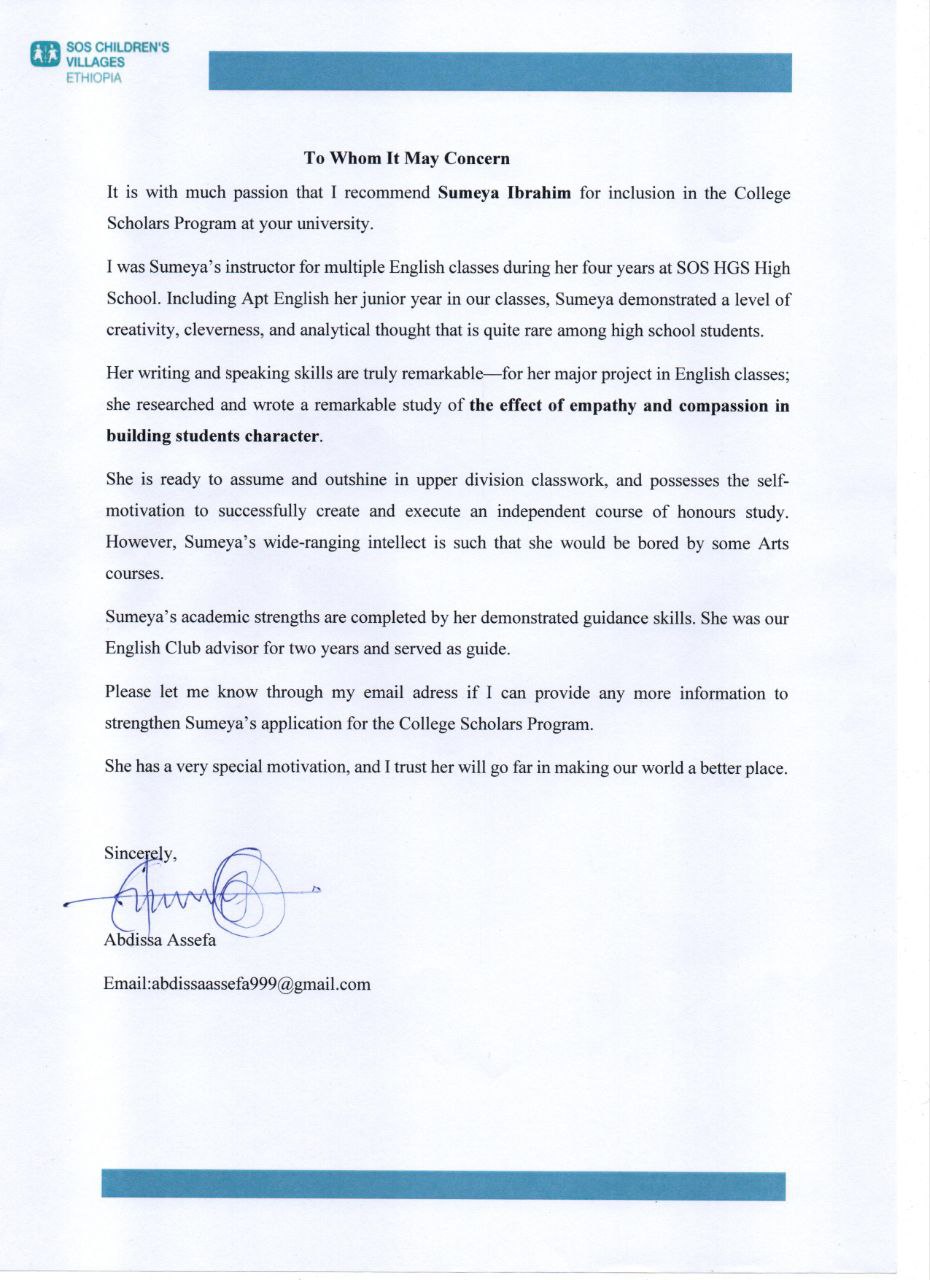 SOS CHILDREN'S
VILLAGES
ETHIOPIA
To Whom It May Concern
It is with much passion that I recommend Sumeya Ibrahim for inclusion in the College
Scholars Program at your university.
I was Sumeya’s instructor for multiple English classes during her four years at SOS HGS High
School. Including Apt English her junior year in our classes, Sumeya demonstrated a level of
creativity, cleverness, and analytical thought that is quite rare among high school students.
Her writing and speaking skills are truly remarkable—for her major project in English classes;
she researched and wrote a remarkable study of the effect of empathy and compassion in
building students character.
She is ready to assume and outshine in upper division classwork, and possesses the self-
motivation to successfully create and execute an independent course of honours study.
However, Sumeya’s wide-ranging intellect is such that she would be bored by some Arts
courses.
Sumeya’s academic strengths are completed by her demonstrated guidance skills. She was our
English Club advisor for two years and served as guide.
Please let me know through my email adress if I can provide any more information to
strengthen Sumeya’s application for the College Scholars Program.
She has a very special motivation, and I trust her will go far in making our world a better place.
Sincerely,
Abdissa Assefa
Email:abdissaassefa999@gmail.com